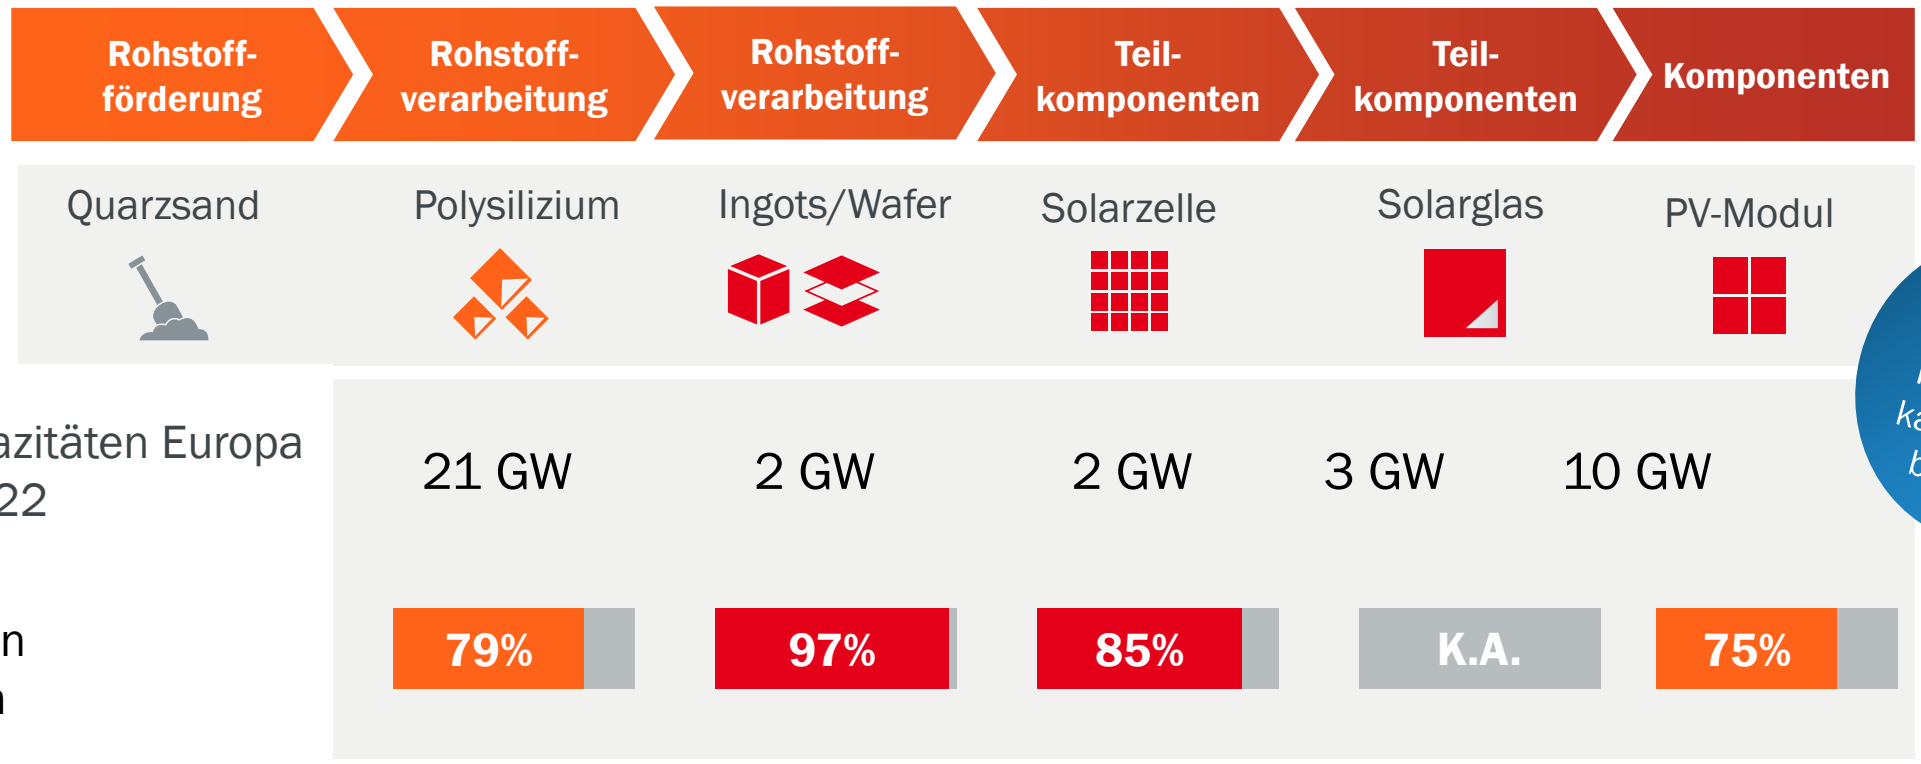 Rohstoff-
förderung
Rohstoff-
verarbeitung
Rohstoff-
verarbeitung
Teil-
komponenten
Teil-
komponenten
Komponenten
Quarzsand
Polysilizium
Ingots/Wafer
Solarzelle
Solarglas
PV-Modul
azitäten Europa
22
21 GW
2 GW
2 GW
3 GW
10 GW
n
79%
97%
85%
K.A.
75%